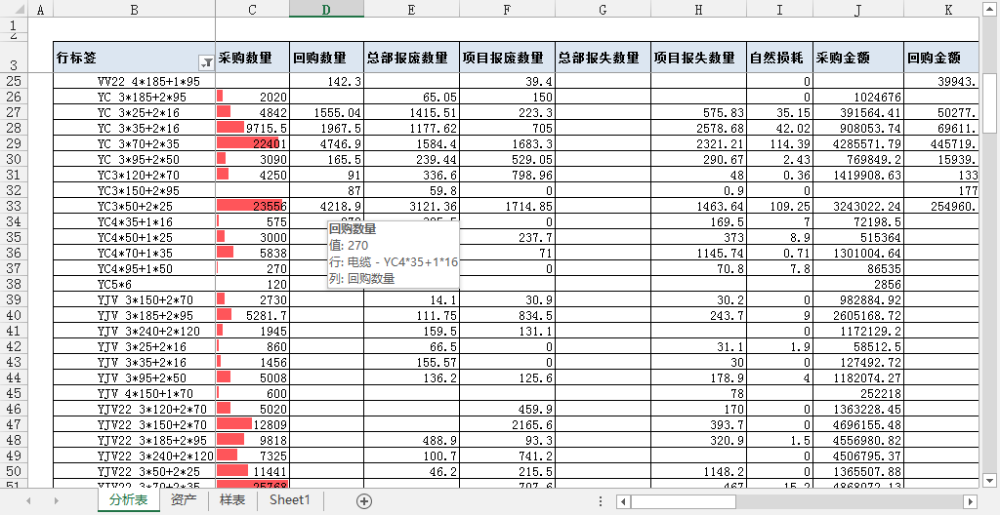 A B C D E F G H I J K
1
2
3 行标签 采购数量 回购数量 总部报废数量 项目报废数量 总部报失数量 项目报失数量 自然损耗 采购金额 回购金额
25 VV22 4*185+1*95 142.3 39.4 0 39943.
26 YC 3*185+2*95 2020 65.05 150 0 1024676
27 YC 3*25+2*16 4842 1555.04 1415.51 223.3 575.83 35.15 391564.41 50277.
28 YC 3*35+2*16 9715.5 1967.5 1177.62 705 2578.68 42.02 908053.74 69611.
29 YC 3*70+2*35 22401 4746.9 1584.4 1683.3 2321.21 114.39 4285571.79 445719.
30 YC 3*95+2*50 3090 165.5 239.44 529.05 290.67 2.43 769849.2 15939.
31 YC3*120+2*70 4250 91 336.6 798.96 48 0.36 1419908.63 133
32 YC3*150+2*95 87 59.8 0 0.9 0 177
33 YC3*50+2*25 23556 4218.9 3121.36 1714.85 1463.64 109.25 3243022.24 254960.
34 YC4*35+1*16 575 0 169.5 7 72198.5
35 YC4*50+1*25 3000 237.7 373 8.9 515364
36 YC4*70+1*35 5838 71 1145.74 0.71 1301004.64
37 YC4*95+1*50 270 0 70.8 7.8 86535
38 YC5*6 120 2856
回购数量
值: 270
行: 电缆 - YC4*35+1*16
列: 回购数量
39 YJV 3*150+2*70 2730 14.1 30.9 30.2 0 982884.92
40 YJV 3*185+2*95 5281.7 111.75 834.5 243.7 9 2605168.72
41 YJV 3*240+2*120 1945 159.5 131.1 0 1172129.2
42 YJV 3*25+2*16 860 66.5 0 31.1 1.9 58512.5
43 YJV 3*35+2*16 1456 155.57 0 30 0 127492.72
44 YJV 3*95+2*50 5008 136.2 125.6 178.9 4 1182074.27
45 YJV 4*150+1*70 600 78 252218
46 YJV22 3*120+2*70 5020 459.9 170 0 1363228.45
47 YJV22 3*150+2*70 12809 2165.6 393.7 0 4696155.48
48 YJV22 3*185+2*95 9818 488.9 93.3 320.9 1.5 4556980.82
49 YJV22 3*240+2*120 7325 100.7 741.2 0 4506795.37
50 YJV22 3*50+2*25 11441 46.2 215.5 1148.2 0 1365507.88
51 YJV22 3*70+2*35 25768 707.6 467 15.2 4868072.13
分析表 资产 样表 Sheet1